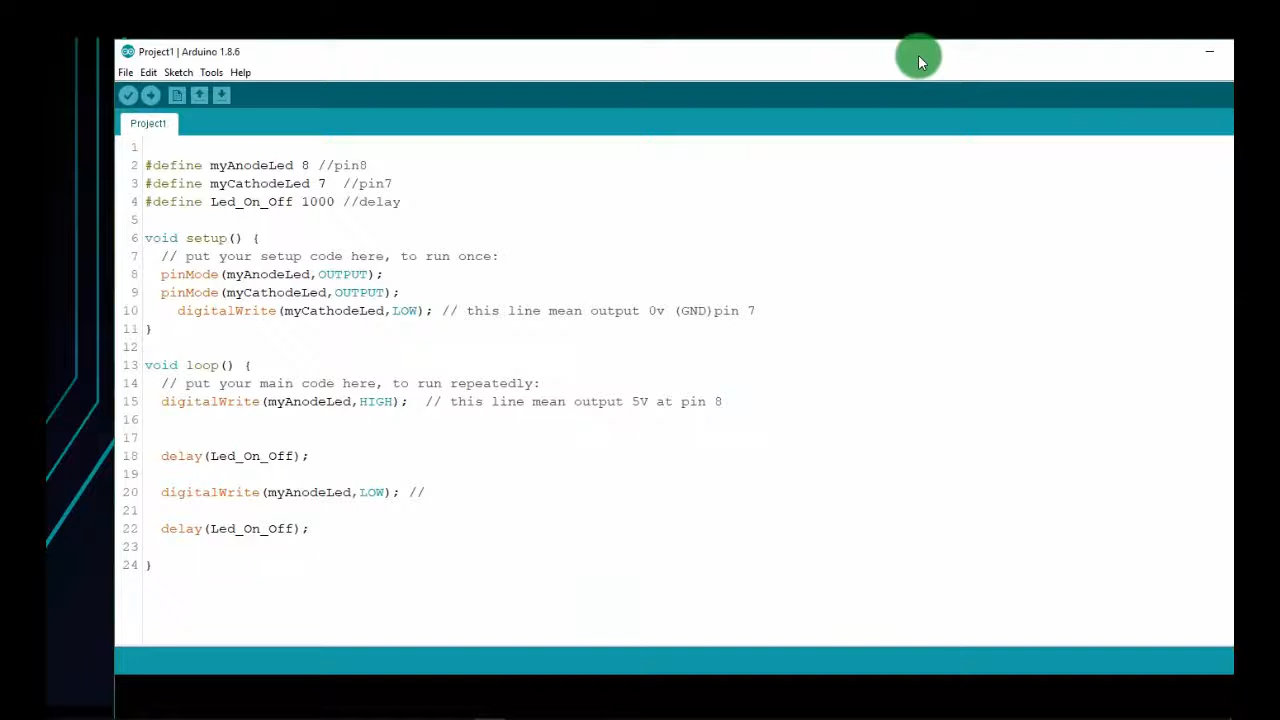 Project1 | Arduino 1.8.6
File Edit Sketch Tools Help
Project1
1
2 #define myAnodeLed 8 //pin8
3 #define myCathodeLed 7  //pin7
4 #define Led_On_Off 1000 //delay
5
6 void setup() {
7   // put your setup code here, to run once:
8   pinMode(myAnodeLed,OUTPUT);
9   pinMode(myCathodeLed,OUTPUT);
10     digitalWrite(myCathodeLed,LOW); // this line mean output 0v (GND)pin 7
11 }
12
13 void loop() {
14   // put your main code here, to run repeatedly:
15   digitalWrite(myAnodeLed,HIGH);  // this line mean output 5V at pin 8
16
17
18   delay(Led_On_Off);
19
20   digitalWrite(myAnodeLed,LOW); //
21
22   delay(Led_On_Off);
23
24 }